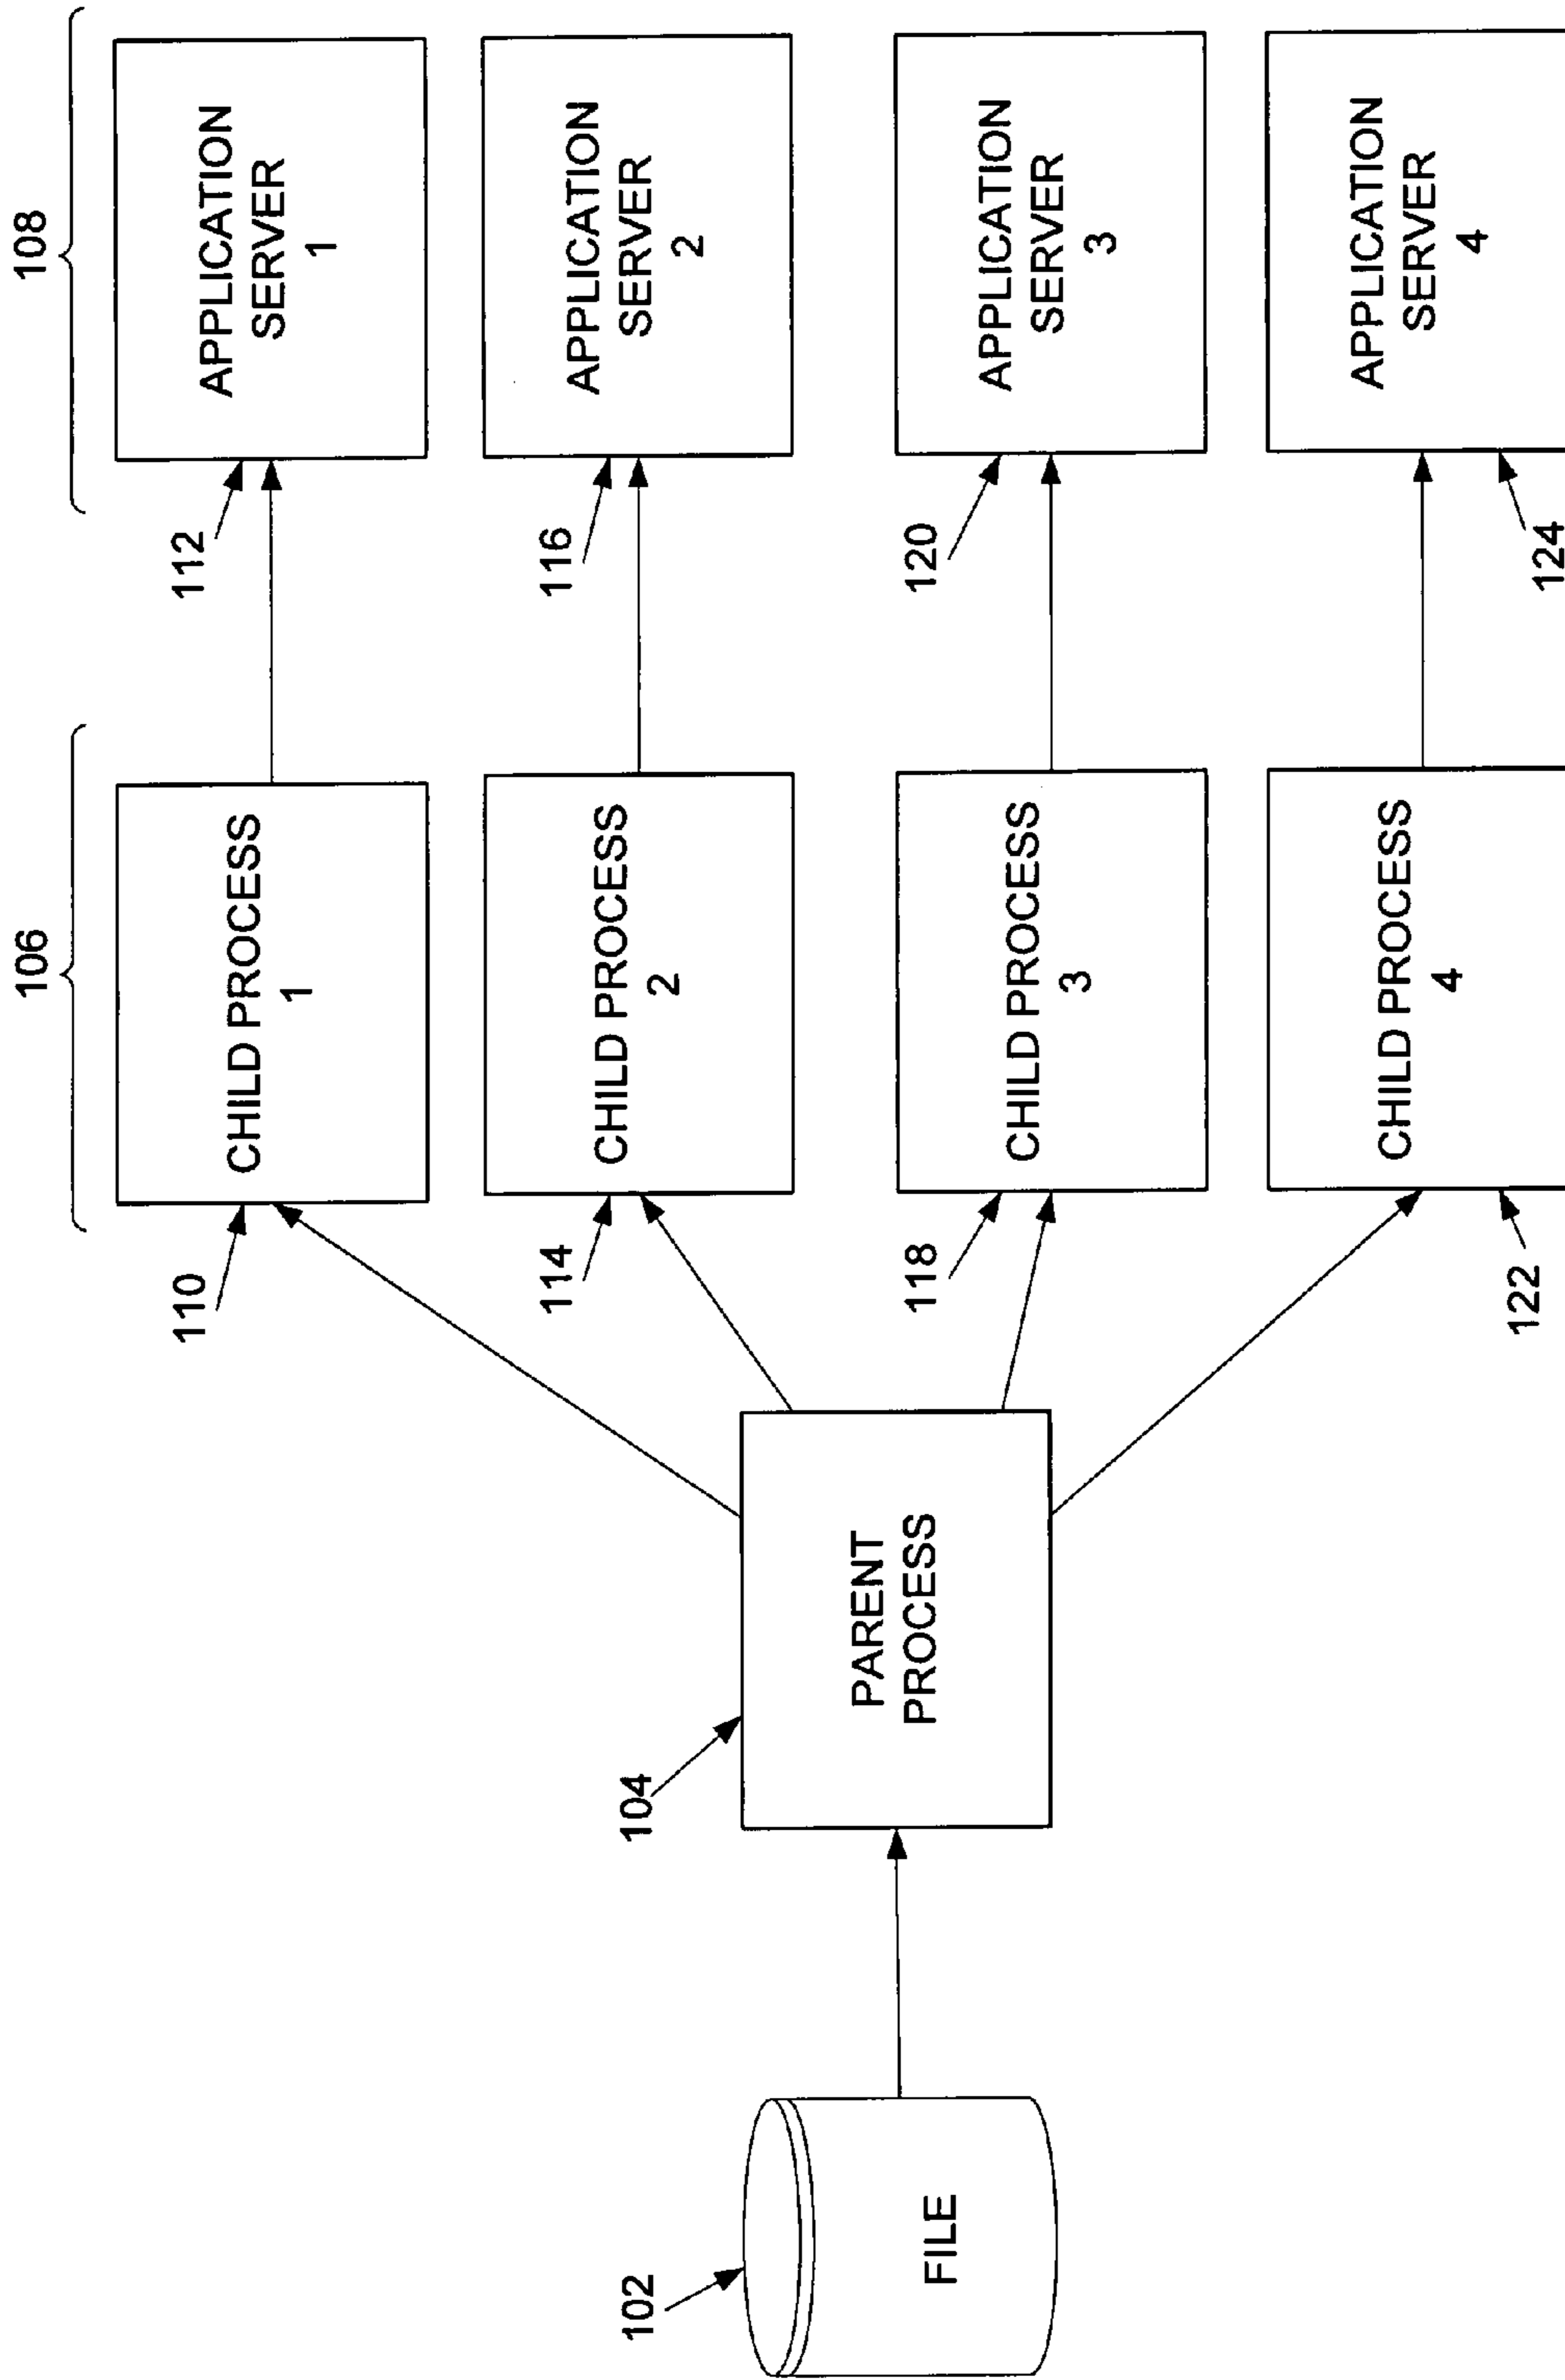 108
106
APPLICATION
SERVER
1
112
CHILD PROCESS
1
110
APPLICATION
SERVER
2
116
CHILD PROCESS
2
114
APPLICATION
SERVER
3
120
CHILD PROCESS
3
118
APPLICATION
SERVER
4
124
CHILD PROCESS
4
122
PARENT
PROCESS
104
FILE
102